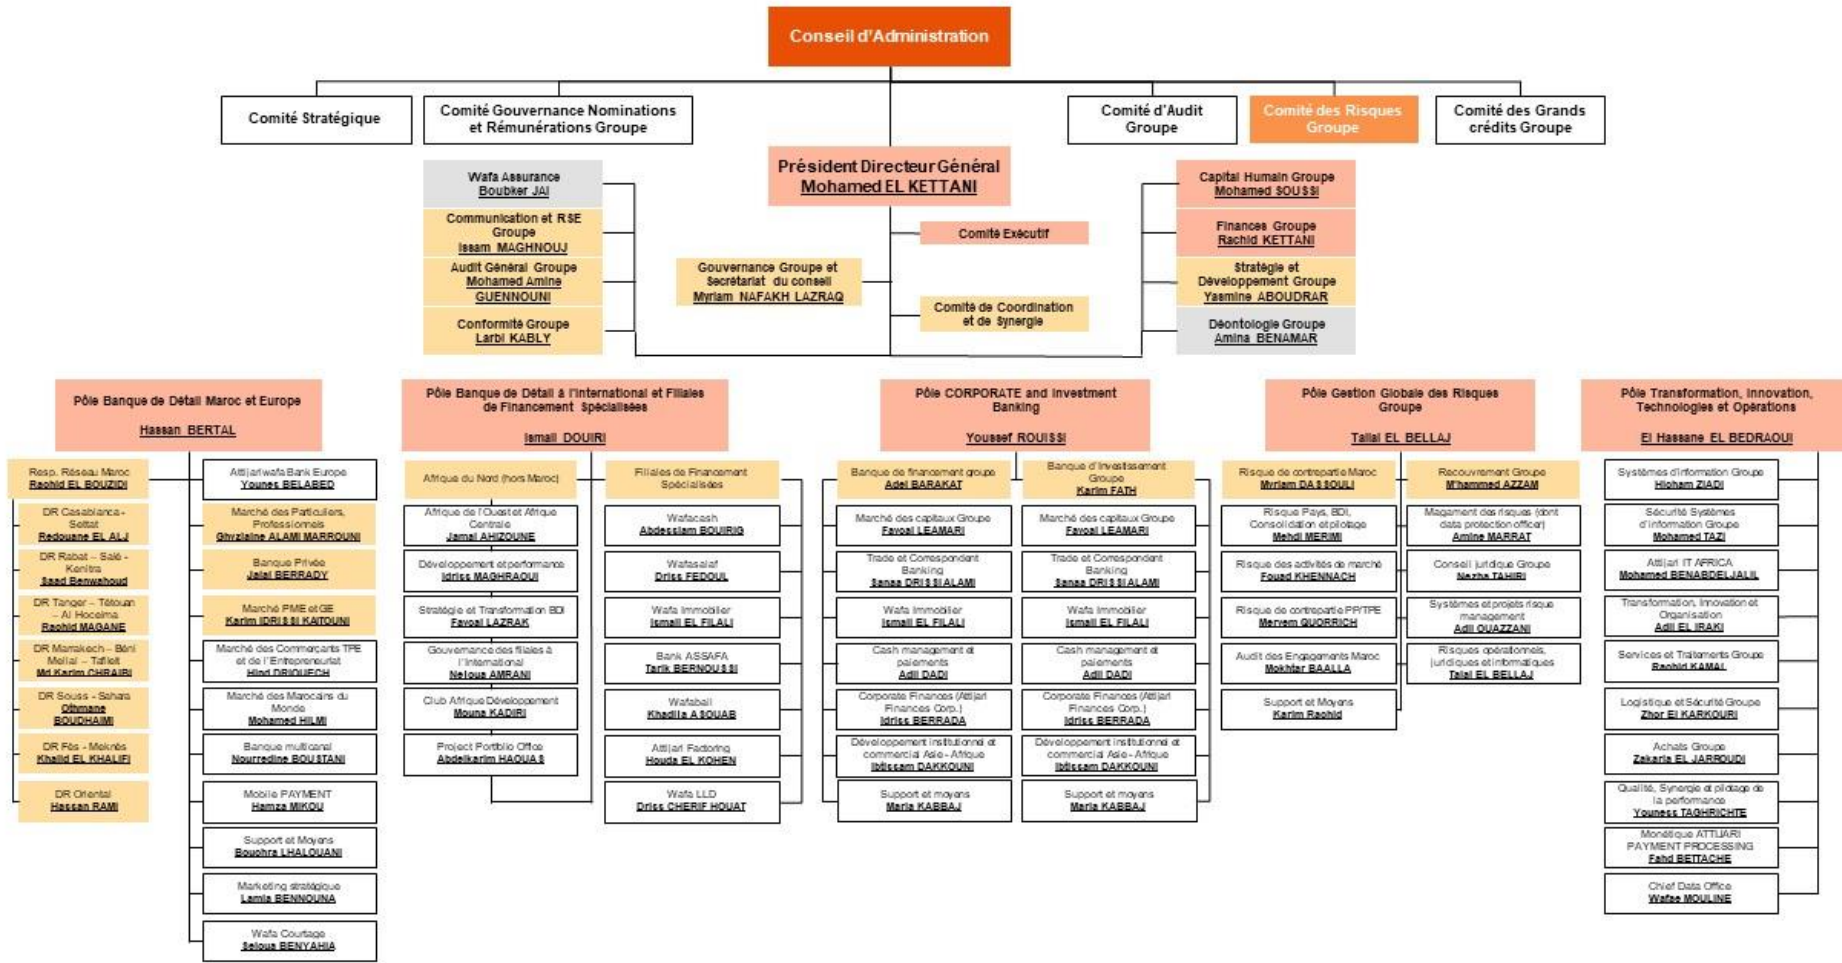 Conseil d'Administration
Comité Stratégique
Comité Gouvernance Nominations
et Rémunérations Groupe
Comité d'Audit
Groupe
Comité des Risques
Groupe
Comité des Grands
crédits Groupe
Président Directeur Général
Mohamed EL KETTANI
Wafa Assurance
Boubker JAI
Communication et RSE
Groupe
Issam MAGHNOUJ
Audit Général Groupe
Mohamed Amine
GUENNOUNI
Conformité Groupe
Larbi KABLY
Comité Exécutif
Gouvernance Groupe et
Secrétariat du conseil
Myriam NAFAKH LAZRAQ
Comité de Coordination
et de Synergie
Capital Humain Groupe
Mohamed SOUSSI
Finances Groupe
Rachid KETTANI
Stratégie et
Développement Groupe
Yasmine ABOUDRAR
Déontologie Groupe
Amina BENAMAR
Pôle Banque de Détail Maroc et Europe
Hassan BERTAL
Resp. Réseau Maroc
Rachid EL BOUZIDI
DR Casablanca -
Settat
Redouane EL ALJ
DR Rabat – Salé -
Kenitra
Saad Benwahoud
DR Tanger – Tétouan
– Al Hoceima
Rachid MAGANE
DR Marrakech – Béni
Mellal – Tafilelt
Md Karim CHRAIBI
DR Souss - Sahara
Othmane
BOUDHAIMI
DR Fès - Meknès
Khalid EL KHALIFI
DR Oriental
Hassan RAMI
Attijariwafa Bank Europe
Younes BELABED
Marché des Particuliers,
Professionnels
Ghyzlaine ALAMI MARROUNI
Banque Privée
Jalal BERRADY
Marché PME et GE
Karim IDRISSI KAITOUNI
Marché des Commerçants TPE
et de l'Entrepreneuriat
Hind DRIOUECH
Marché des Marocains du
Monde
Mohamed HILMI
Banque multicanal
Nourredine BOUSTANI
Mobile PAYMENT
Hamza MIKOU
Support et Moyens
Bouchra LHALOUANI
Marketing stratégique
Lamia BENNOUNA
Wafa Courtage
Seloua BENYAHIA
Pôle Banque de Détail à l'International et Filiales
de Financement Spécialisées
Ismail DOUIRI
Afrique du Nord (hors Maroc)
Afrique de l'Ouest et Afrique
Centrale
Jamal AHIZOUNE
Développement et performance
Idriss MAGHRAOUI
Stratégie et Transformation BDI
Fayçal LAZRAK
Gouvernance des filiales à
l'International
Neloua AMRANI
Club Afrique Développement
Mouna KADIRI
Project Portfolio Office
Abdelkarim HAOUAS
Filiales de Financement
Spécialisées
Wafacash
Abdesslam BOUIRIG
Wafasalaf
Driss FEDOUL
Wafa Immobilier
Ismail EL FILALI
Bank ASSAFA
Tarik BERNOUSSI
Wafabail
Khadija ASOUAB
Attijari Factoring
Houda EL KOHEN
Wafa LLD
Driss CHERIF HOUAT
Pôle CORPORATE and Investment
Banking
Youssef ROUISSI
Banque de financement groupe
Adel BARAKAT
Marché des capitaux Groupe
Fayçal LEAMARI
Trade et Correspondent
Banking
Sanaa DRISSI ALAMI
Wafa Immobilier
Ismail EL FILALI
Cash management et
paiements
Adil DADI
Corporate Finances (Attijari
Finances Corp.)
Idriss BERRADA
Développement institutionnel et
commercial Asie - Afrique
Ibtissam DAKKOUNI
Support et moyens
Maria KABBAJ
Banque d'Investissement
Groupe
Karim FATH
Marché des capitaux Groupe
Fayçal LEAMARI
Trade et Correspondent
Banking
Sanaa DRISSI ALAMI
Wafa Immobilier
Ismail EL FILALI
Cash management et
paiements
Adil DADI
Corporate Finances (Attijari
Finances Corp.)
Idriss BERRADA
Développement institutionnel et
commercial Asie - Afrique
Ibtissam DAKKOUNI
Support et moyens
Maria KABBAJ
Pôle Gestion Globale des Risques
Groupe
Tallal EL BELLAJ
Risque de contrepartie Maroc
Myriam DASSOULI
Risque Pays, BDI,
Consolidation et pilotage
Mehdi MERIMI
Risque des activités de marché
Fouad KHENNACH
Risque de contrepartie PP/TPE
Meryem QUORRICH
Audit des Engagements Maroc
Mokhtar BAALLA
Support et Moyens
Karim Rachid
Recouvrement Groupe
M'hammed AZZAM
Magament des risques (dont
data protection officer)
Amine MARRAT
Conseil juridique Groupe
Nezha TAHIRI
Systèmes et projets risque
management
Adil OUAZZANI
Risques opérationnels,
juridiques et informatiques
Talal EL BELLAJ
Pôle Transformation, Innovation,
Technologies et Opérations
El Hassane EL BEDRAOUI
Systèmes d'information Groupe
Hicham ZIADI
Sécurité Systèmes
d'information Groupe
Mohamed TAZI
Attijari IT AFRICA
Mohamed BENABDELJALIL
Transformation, Innovation et
Organisation
Adil EL IRAKI
Services et Traitements Groupe
Rachid KAMAL
Logistique et Sécurité Groupe
Zhor El KARKOURI
Achats Groupe
Zakaria EL JARROUDI
Qualité, Synergie et pilotage de
la performance
Youness TAGHRICHTE
Monétique ATTIJARI
PAYMENT PROCESSING
Fahd BETTACHE
Chief Data Office
Wafae MOULINE